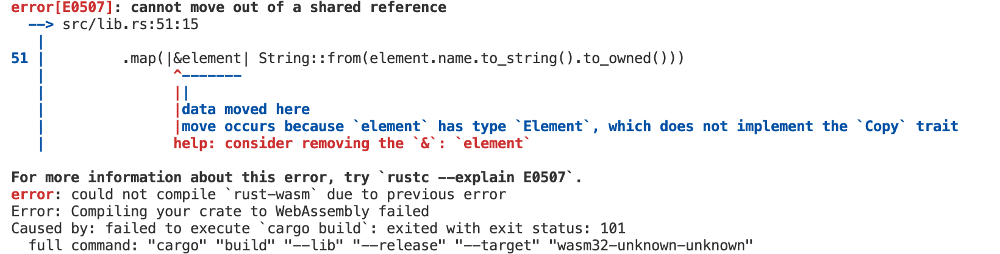 error[E0507]: cannot move out of a shared reference
  --> src/lib.rs:51:15
   |
51 |         .map(|&element| String::from(element.name.to_string().to_owned()))
   |               ^-------
   |               ||
   |               |data moved here
   |               |move occurs because `element` has type `Element`, which does not implement the `Copy` trait
   |               help: consider removing the `&`: `element`

For more information about this error, try `rustc --explain E0507`.
error: could not compile `rust-wasm` due to previous error
Error: Compiling your crate to WebAssembly failed
Caused by: failed to execute `cargo build`: exited with exit status: 101
  full command: "cargo" "build" "--lib" "--release" "--target" "wasm32-unknown-unknown"